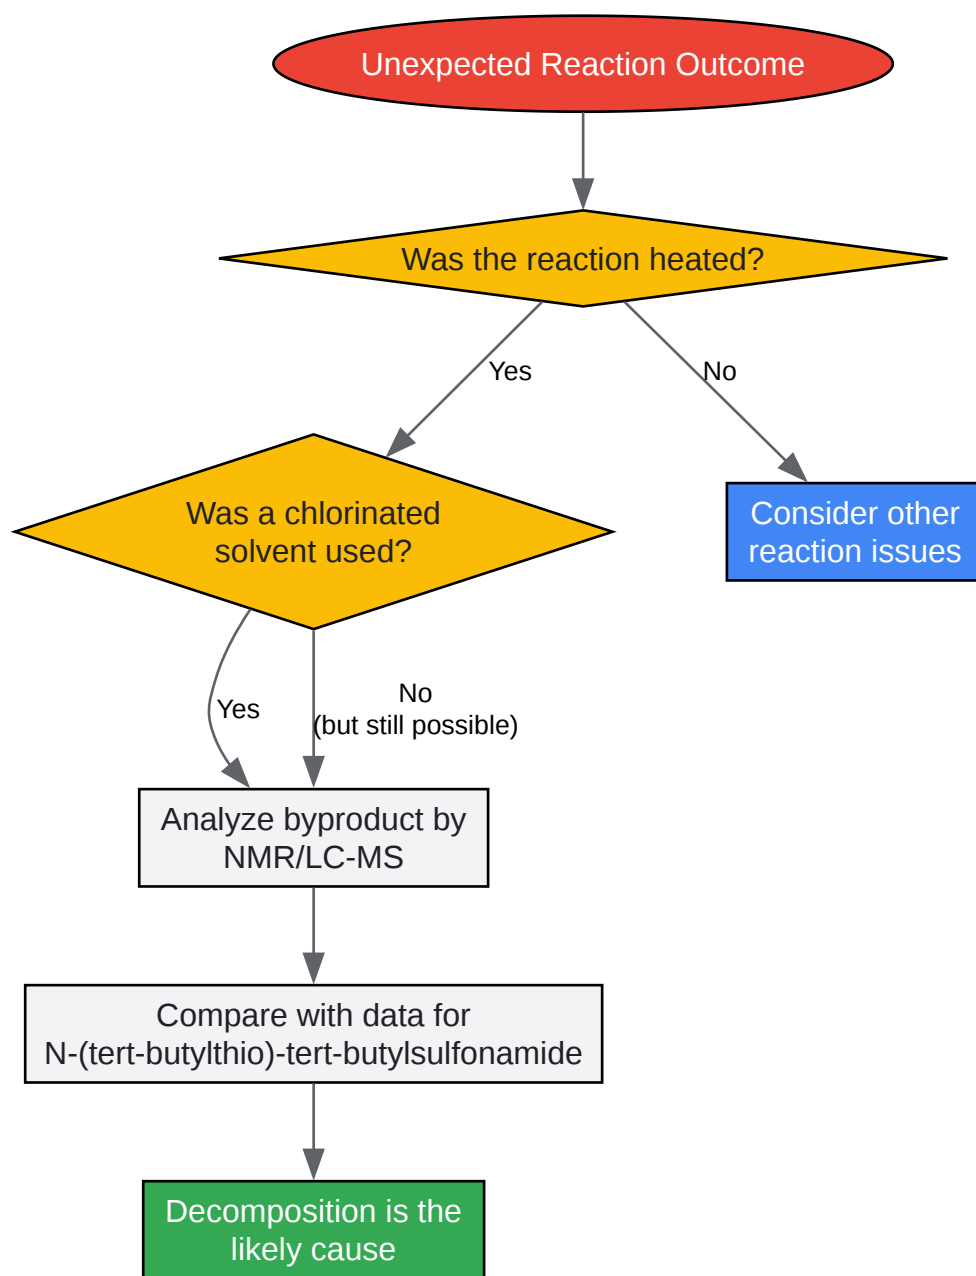 Unexpected Reaction Outcome
Was the reaction heated?
Yes
No
Was a chlorinated
solvent used?
Consider other
reaction issues
Yes
No
(but still possible)
Analyze byproduct by
NMR/LC-MS
Compare with data for
N-(tert-butylthio)-tert-butylsulfonamide
Decomposition is the
likely cause